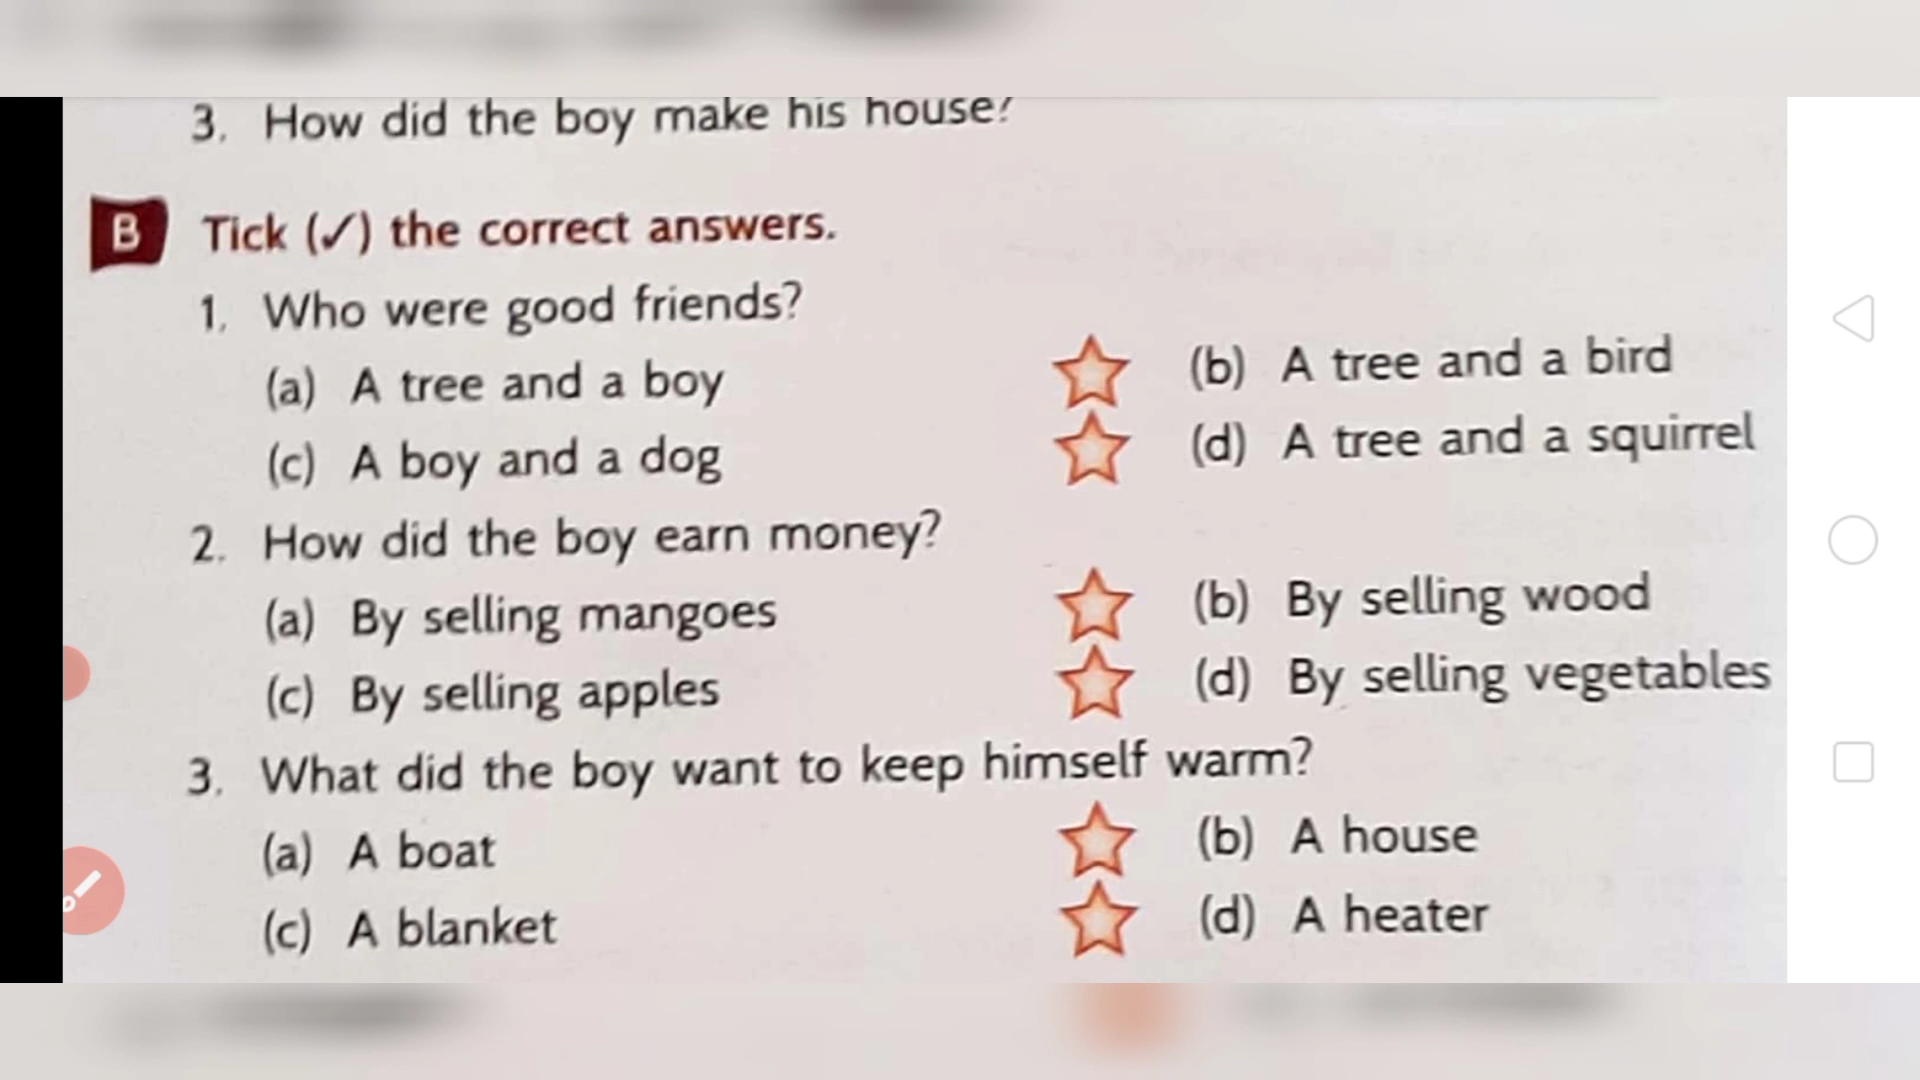 3. How did the boy make his house?
B Tick (✓) the correct answers.
1. Who were good friends?
(a) A tree and a boy (b) A tree and a bird
(c) A boy and a dog (d) A tree and a squirrel
2. How did the boy earn money?
(a) By selling mangoes (b) By selling wood
(c) By selling apples (d) By selling vegetables
3. What did the boy want to keep himself warm?
(a) A boat (b) A house
(c) A blanket (d) A heater